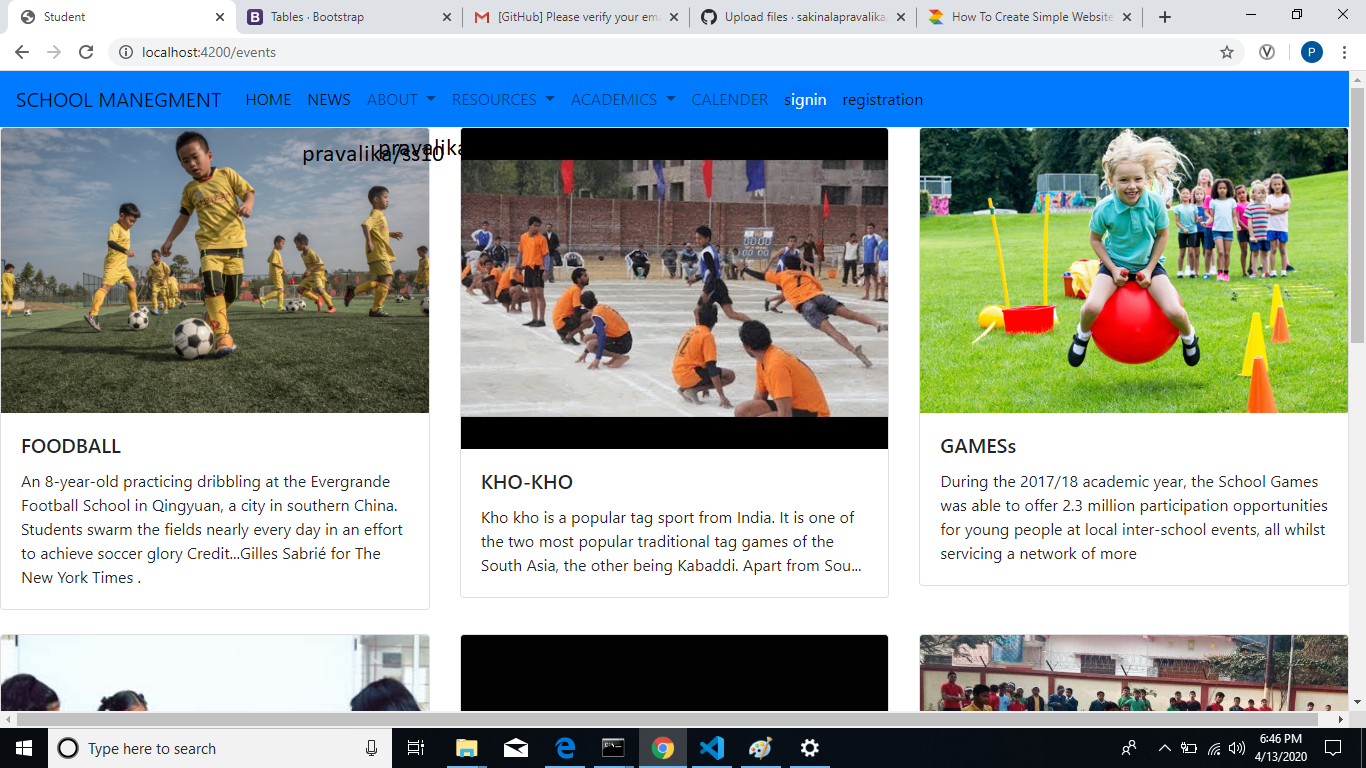 Student
Tables · Bootstrap
[GitHub] Please verify your ema
Upload files · sakinalapravalika
How To Create Simple Website
localhost:4200/events
P
SCHOOL MANEGMENT
HOME
NEWS
ABOUT
RESOURCES
ACADEMICS
CALENDER
signin
registration
pravalika/ss10
pravalika
FOODBALL
An 8-year-old practicing dribbling at the Evergrande
Football School in Qingyuan, a city in southern China.
Students swarm the fields nearly every day in an effort
to achieve soccer glory Credit...Gilles Sabrié for The
New York Times .
KHO-KHO
Kho kho is a popular tag sport from India. It is one of
the two most popular traditional tag games of the
South Asia, the other being Kabaddi. Apart from Sou...
GAMESs
During the 2017/18 academic year, the School Games
was able to offer 2.3 million participation opportunities
for young people at local inter-school events, all whilst
servicing a network of more
Type here to search
6:46 PM
4/13/2020